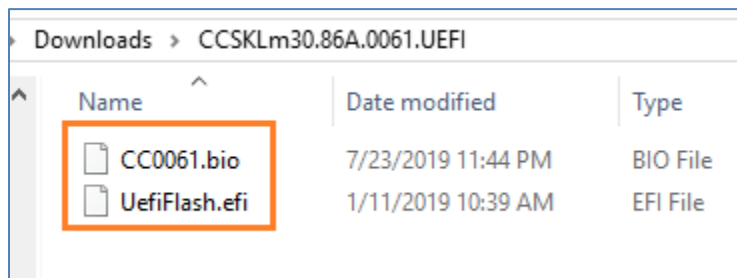 Downloads > CCSKLm30.86A.0061.UEFI
Name Date modified Type
CC0061.bio 7/23/2019 11:44 PM BIO File
UefiFlash.efi 1/11/2019 10:39 AM EFI File